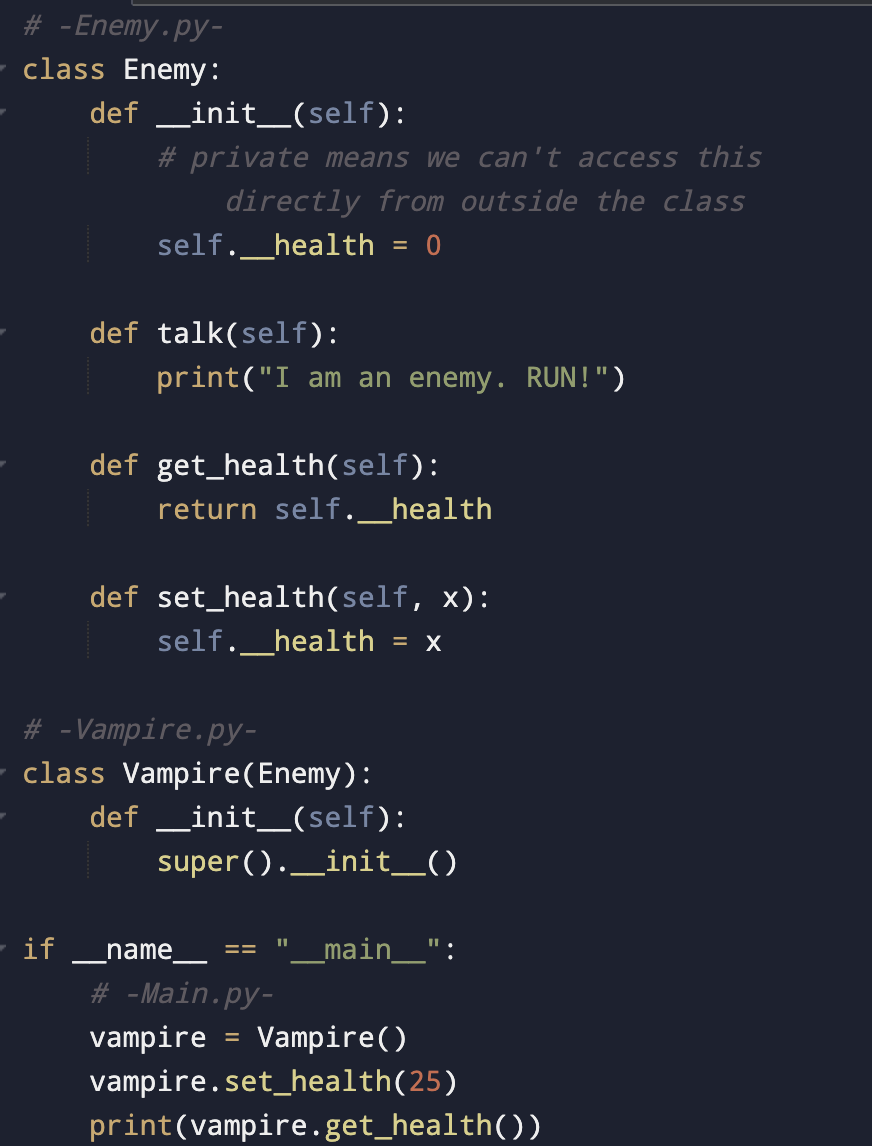 # -Enemy.py-
class Enemy:
    def __init__(self):
        # private means we can't access this
            directly from outside the class
        self.__health = 0

    def talk(self):
        print("I am an enemy. RUN!")

    def get_health(self):
        return self.__health

    def set_health(self, x):
        self.__health = x

# -Vampire.py-
class Vampire(Enemy):
    def __init__(self):
        super().__init__()

if __name__ == "__main__":
    # -Main.py-
    vampire = Vampire()
    vampire.set_health(25)
    print(vampire.get_health())